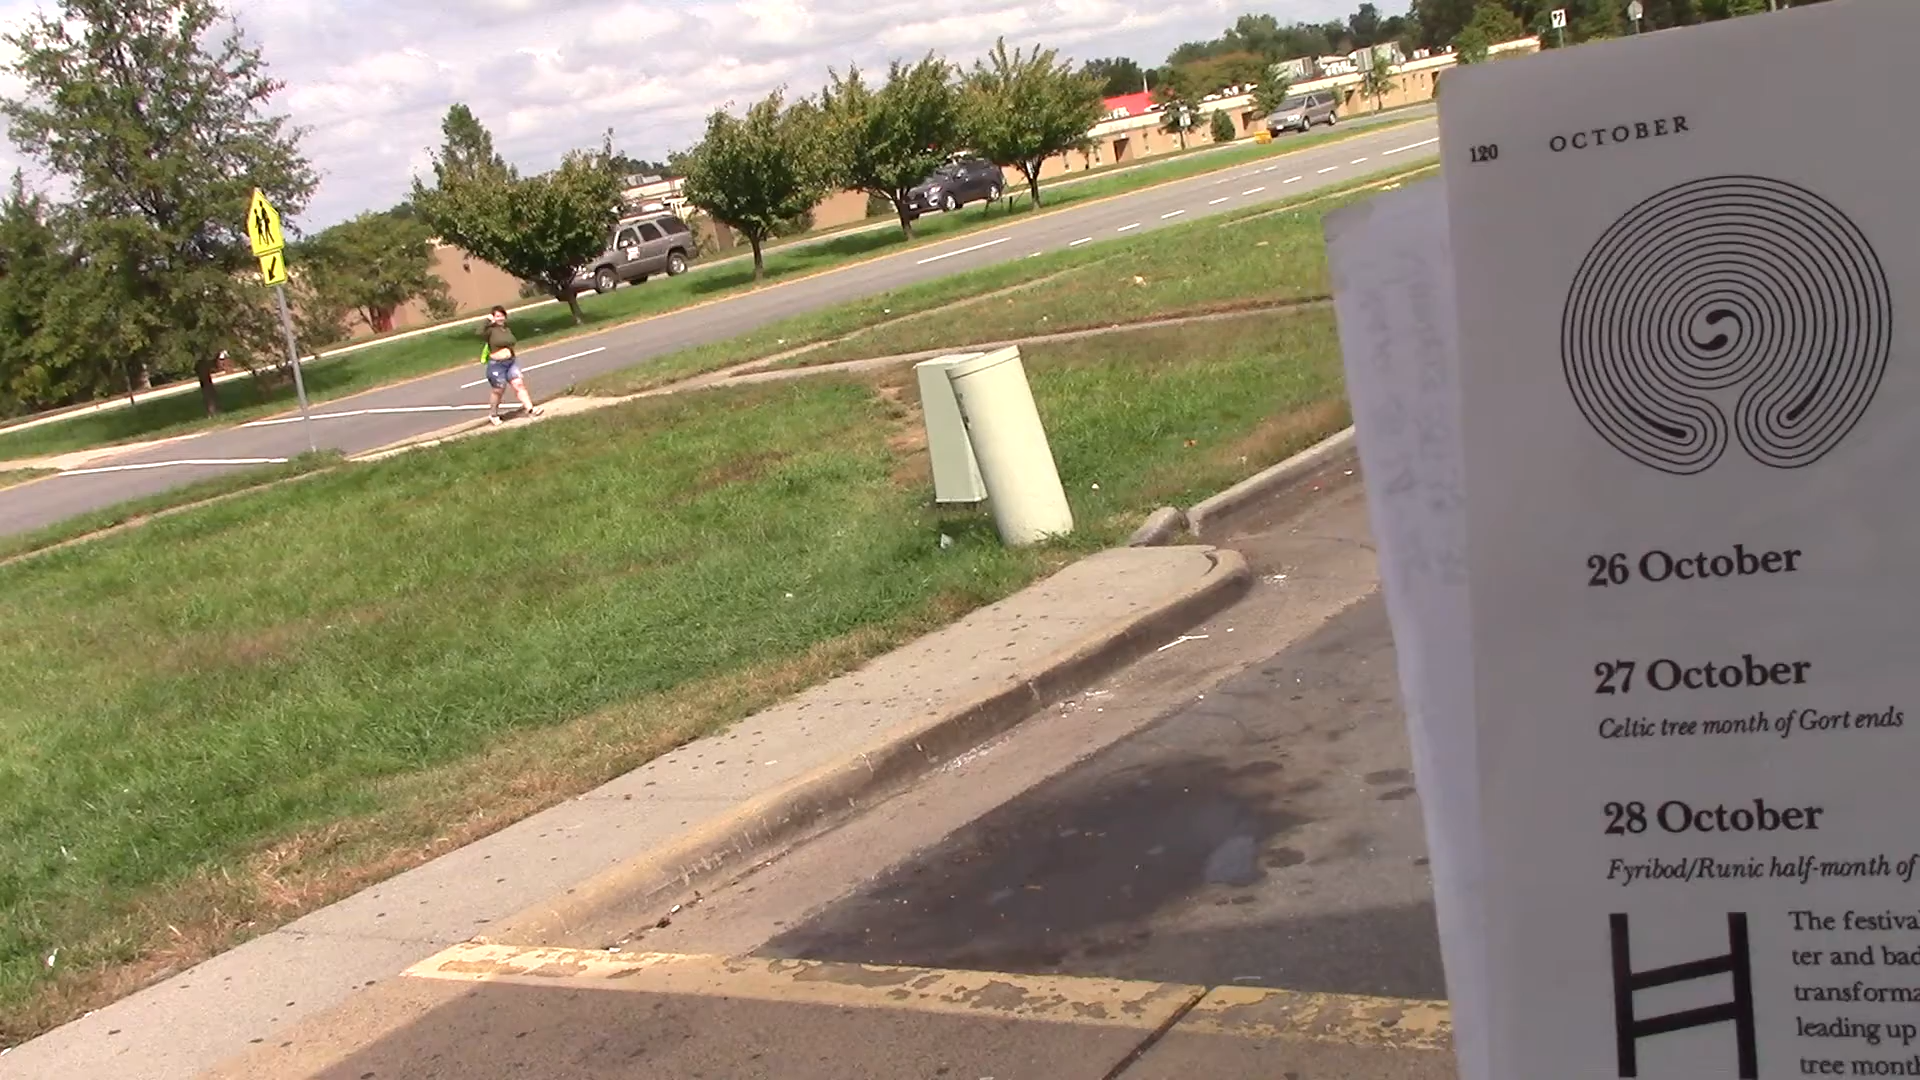 120 OCTOBER
26 October
27 October
Celtic tree month of Gort ends
28 October
Fyribod/Runic half-month of
The festiva
ter and bad
transforma
leading up
tree month